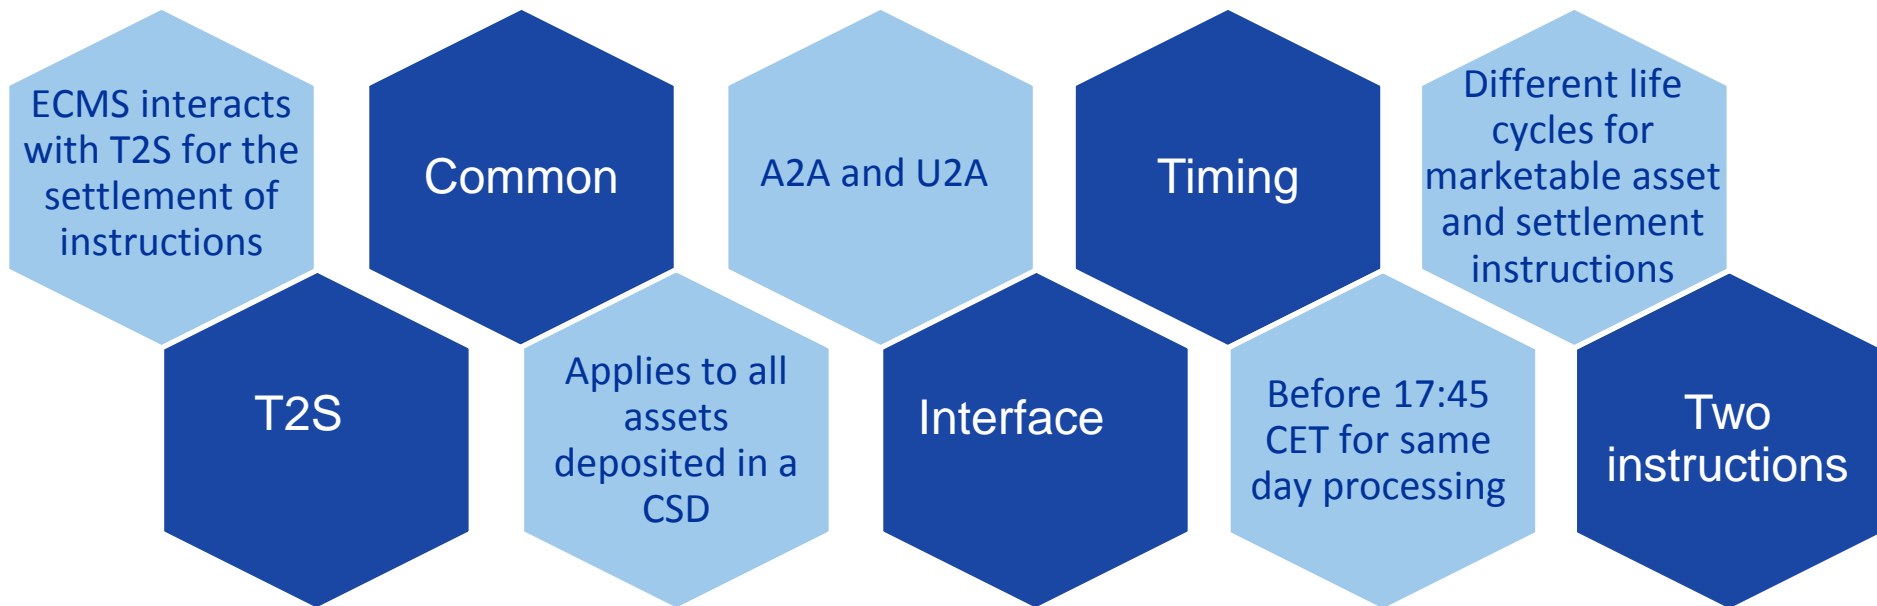 ECMS interacts
with T2S for the
settlement of
instructions
T2S
Common
Applies to all
assets
deposited in a
CSD
A2A and U2A
Interface
Timing
Before 17:45
CET for same
day processing
Different life
cycles for
marketable asset
and settlement
instructions
Two
instructions